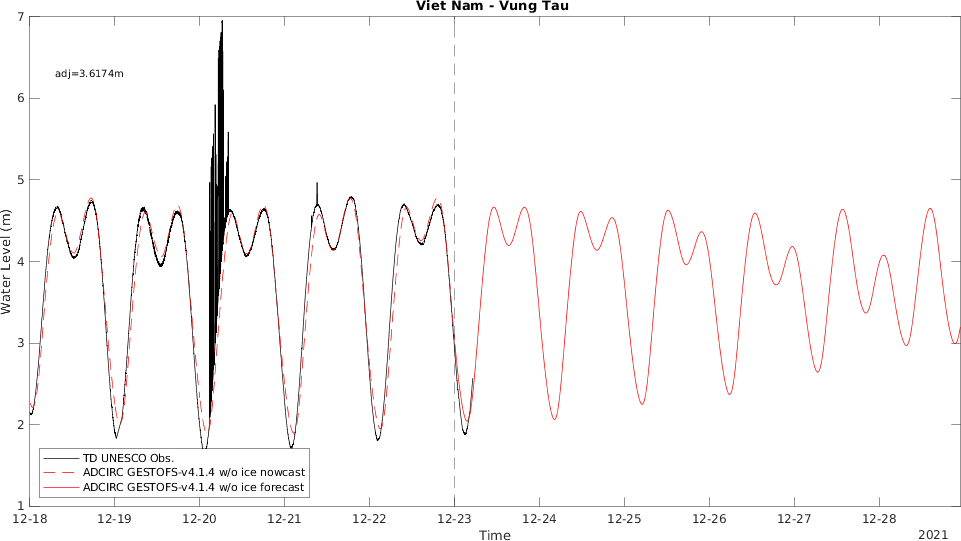 Viet Nam - Vung Tau
adj=3.6174m
7
6
5
4
3
2
1
Water Level (m)
TD UNESCO Obs.
ADCIRC GESTOFS-v4.1.4 w/o ice nowcast
ADCIRC GESTOFS-v4.1.4 w/o ice forecast
12-18 12-19 12-20 12-21 12-22 12-23 12-24 12-25 12-26 12-27 12-28
Time
2021